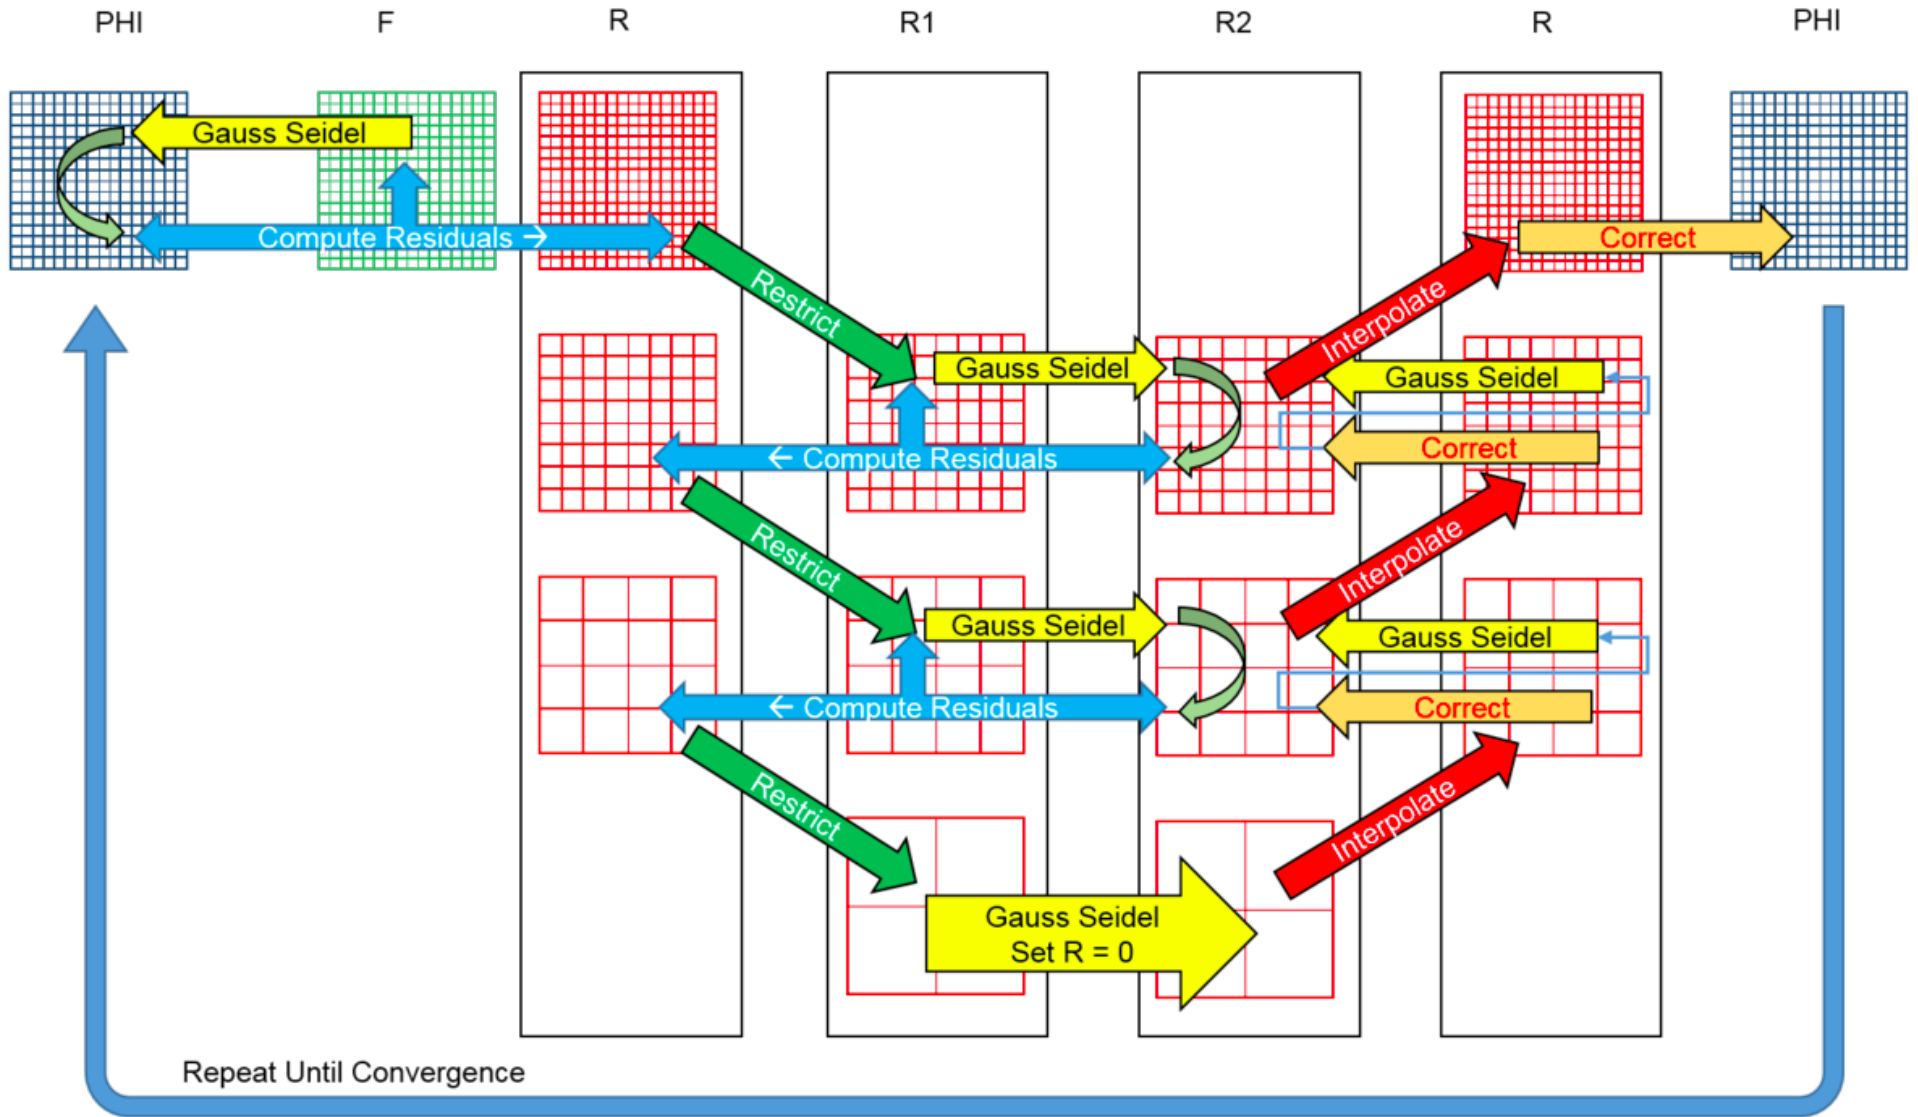 PHI F R R1 R2 R PHI
Gauss Seidel
Compute Residuals →
Correct
Restrict
Interpolate
Gauss Seidel
Gauss Seidel
← Compute Residuals
Correct
Restrict
Interpolate
Gauss Seidel
Gauss Seidel
← Compute Residuals
Correct
Restrict
Interpolate
Gauss Seidel
Set R = 0
Repeat Until Convergence